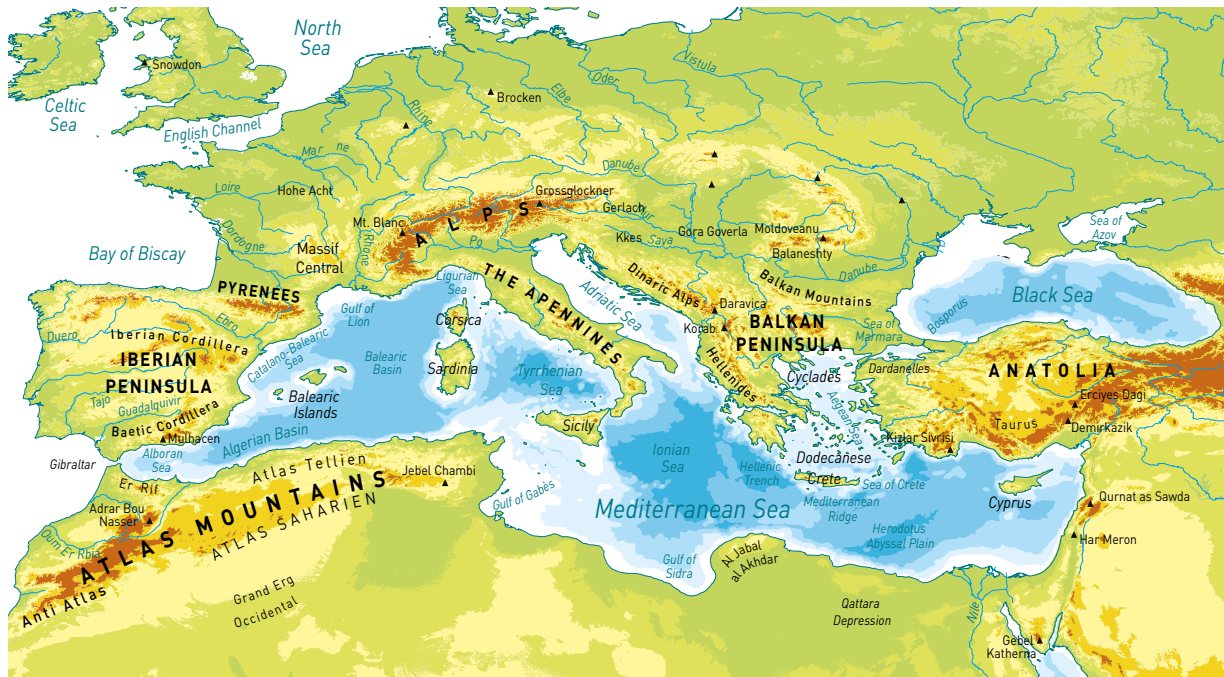 North
Sea
Snowdon
Celtic
Sea
English Channel
Brocken
Elbe
Oder
Vistula
Rhine
Mar ne
Loire
Hohe Acht
Danube
Grossglockner
Gerlach
Mt. Blanc
ALPS
Dordogne
Massif
Central
Rhone
Po
Kkes
Sava
Gora Goverla
Moldoveanu
Balaneshty
Danube
Sea of
Azov
Bay of Biscay
PYRENEES
Ligurian
Sea
THE APENNINES
Adriatic Sea
Dinaric Alps
Daravica
Korab
Balkan Mountains
BALKAN
PENINSULA
Hellenides
Black Sea
Bosporus
Sea of
Marmara
Dardanelles
Duero
Iberian Cordillera
Ebro
IBERIAN
PENINSULA
Tajo
Guadalquivir
Baetic Cordillera
Mulhacen
Gulf of
Lion
Catalano-Balearic
Sea
Balearic
Basin
Balearic
Islands
Corsica
Sardinia
Tyrrhenian
Sea
Sicily
Cyclades
Aegean Sea
ANATOLIA
Erciyes Dagi
Taurus
Demirkazik
Kizlar Sivrisi
Gibraltar
Alboran
Sea
Algerian Basin
Er Rif
Atlas Tellien
Jebel Chambi
Adrar Bou
Nasser
ATLAS MOUNTAINS
ATLAS SAHARIEN
Oum Er Rbia
Anti Atlas
Grand Erg
Occidental
Gulf of Gabès
Ionian
Sea
Hellenic
Trench
Dodecanese
Crete
Sea of Crete
Mediterranean Sea
Mediterranean
Ridge
Herodotus
Abyssal Plain
Cyprus
Qurnat as Sawda
Har Meron
Gulf of
Sidra
Al Jabal
al Akhdar
Qattara
Depression
Nile
Gebel
Katherna